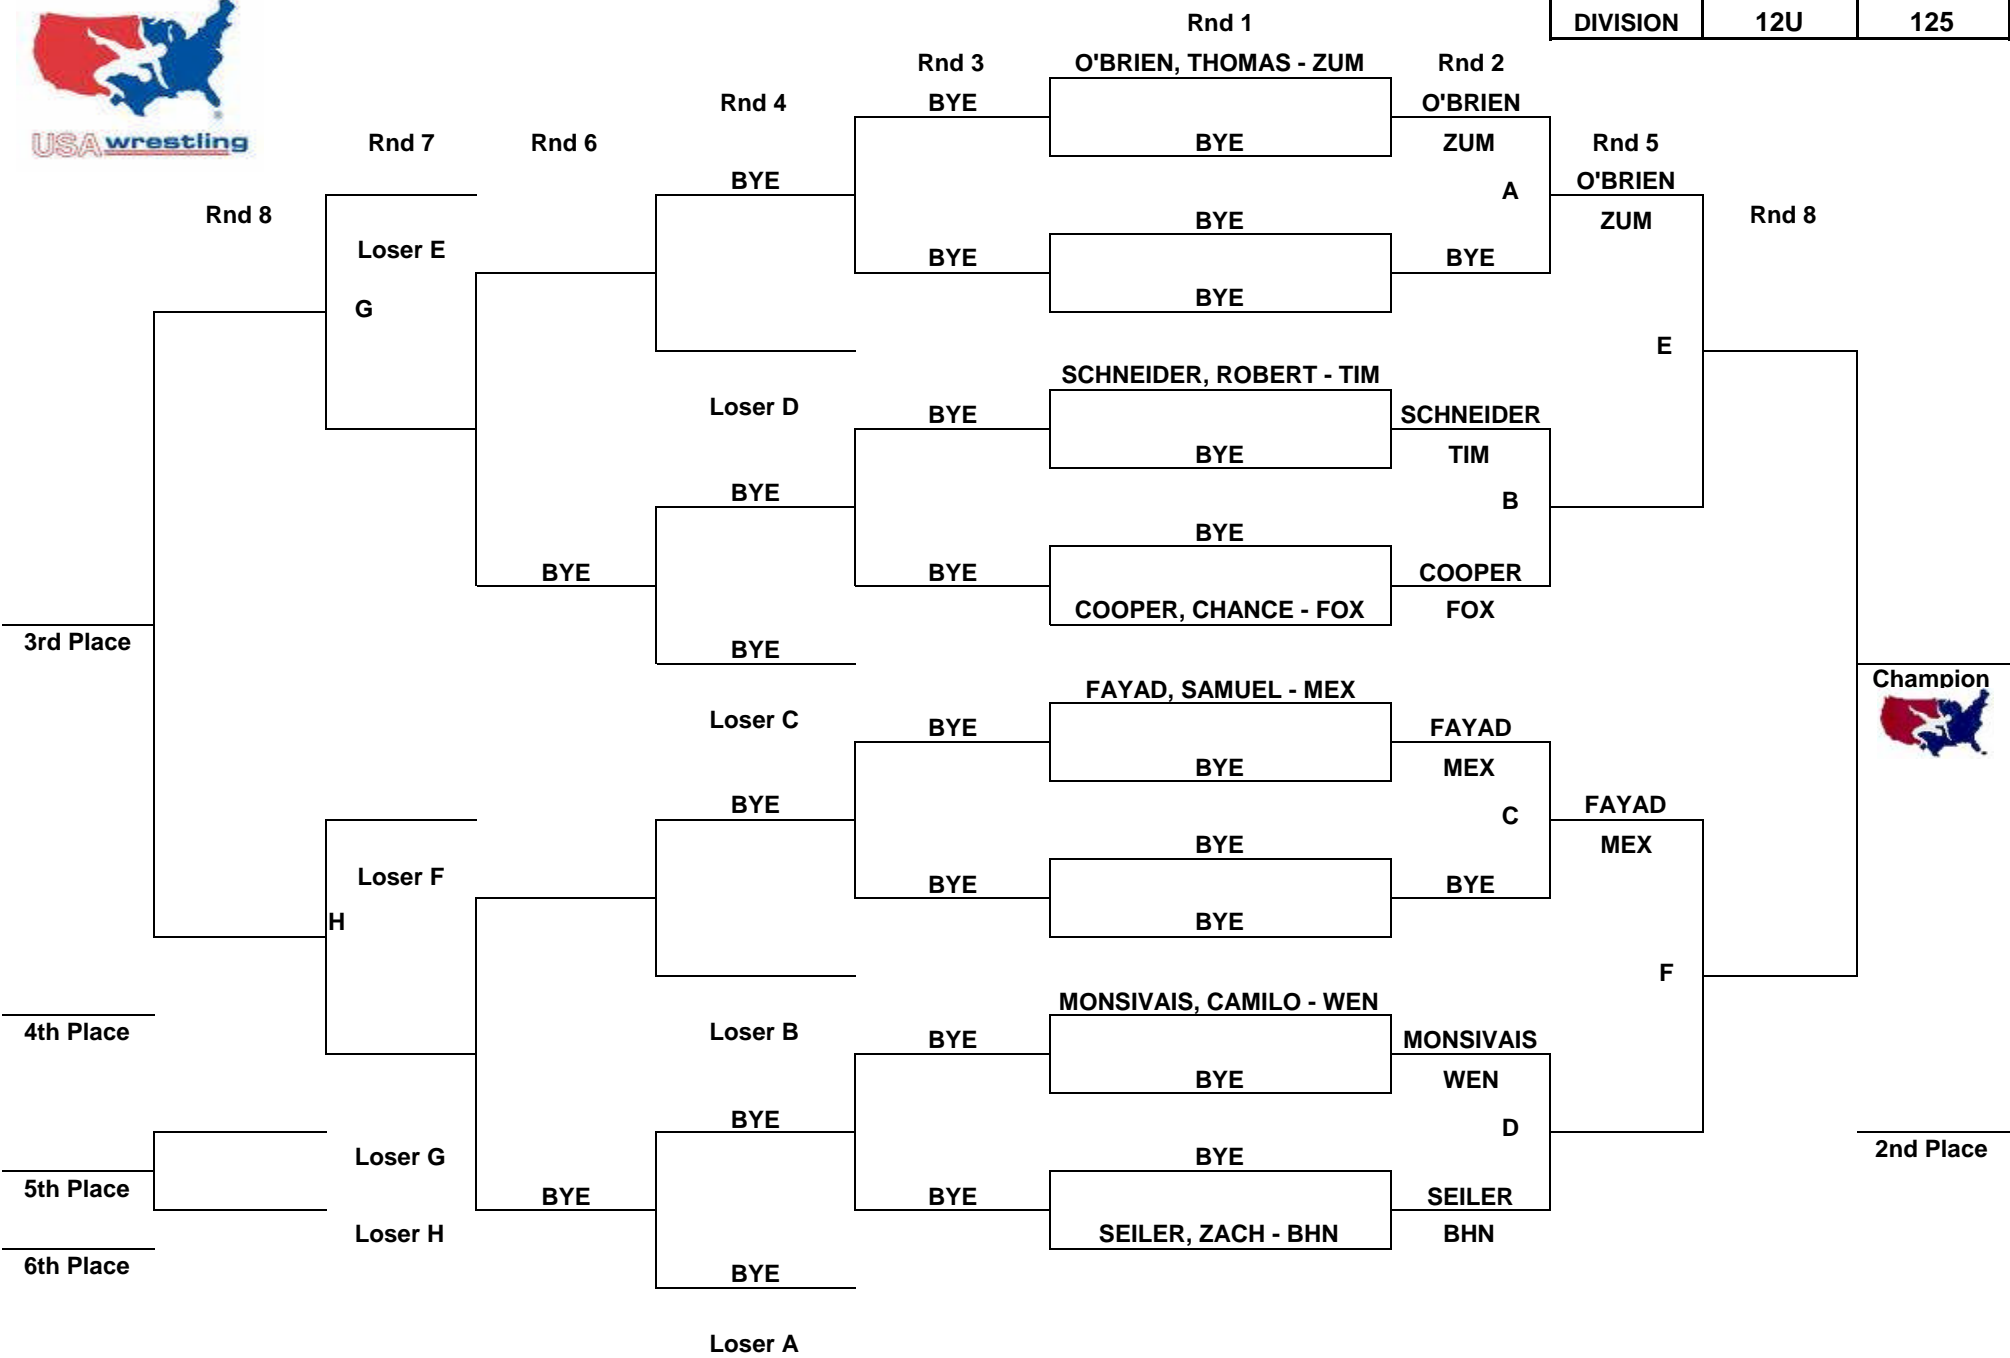 Rnd 1
DIVISION 12U 125
Rnd 3 O'BRIEN, THOMAS - ZUM Rnd 2
Rnd 4 BYE O'BRIEN
USA wrestling Rnd 7 Rnd 6 BYE ZUM Rnd 5
BYE A O'BRIEN
Rnd 8 BYE ZUM Rnd 8
Loser E BYE BYE
G BYE
E
SCHNEIDER, ROBERT - TIM
Loser D BYE SCHNEIDER
BYE TIM
BYE B
BYE
BYE BYE COOPER
COOPER, CHANCE - FOX FOX
3rd Place BYE
FAYAD, SAMUEL - MEX Champion
Loser C BYE FAYAD
BYE MEX
BYE C FAYAD
BYE MEX
Loser F BYE BYE
H BYE
F
MONSIVAIS, CAMILO - WEN
4th Place Loser B BYE MONSIVAIS
BYE WEN
BYE D
Loser G BYE 2nd Place
5th Place BYE BYE SEILER
Loser H SEILER, ZACH - BHN BHN
6th Place BYE
Loser A